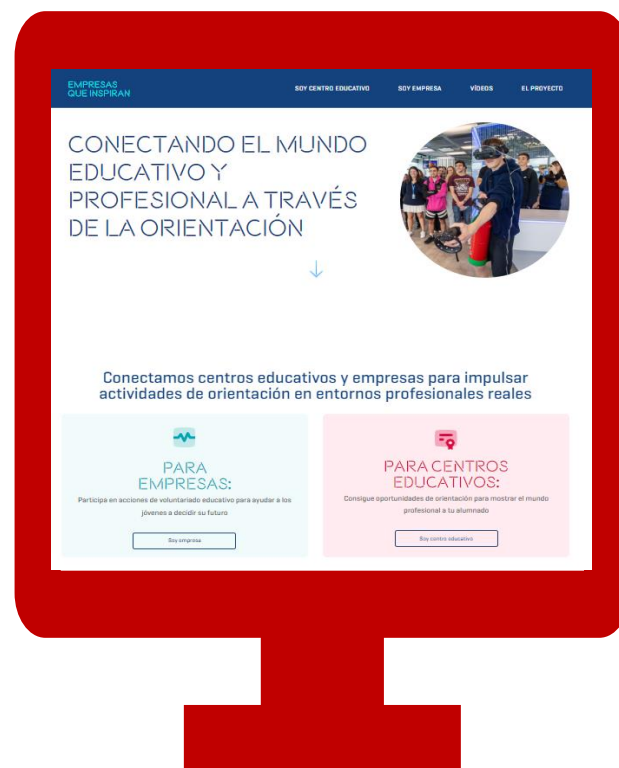 EMPRESAS
QUE INSPIRAN
SOY CENTRO EDUCATIVO SOY EMPRESA VÍDEOS EL PROYECTO
CONECTANDO EL MUNDO
EDUCATIVO Y
PROFESIONAL A TRAVÉS
DE LA ORIENTACIÓN
Conectamos centros educativos y empresas para impulsar
actividades de orientación en entornos profesionales reales
PARA
EMPRESAS:
Participa en acciones de voluntariado educativo para ayudar a los
jóvenes a decidir su futuro
Soy empresa
PARA CENTROS
EDUCATIVOS:
Consigue oportunidades de orientación para mostrar el mundo
profesional a tu alumnado
Soy centro educativo